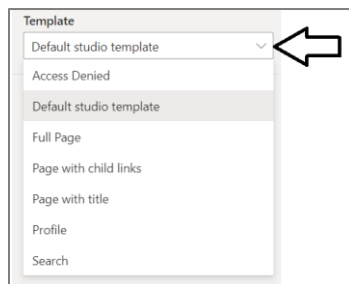 Template
Default studio template
Access Denied
Default studio template
Full Page
Page with child links
Page with title
Profile
Search